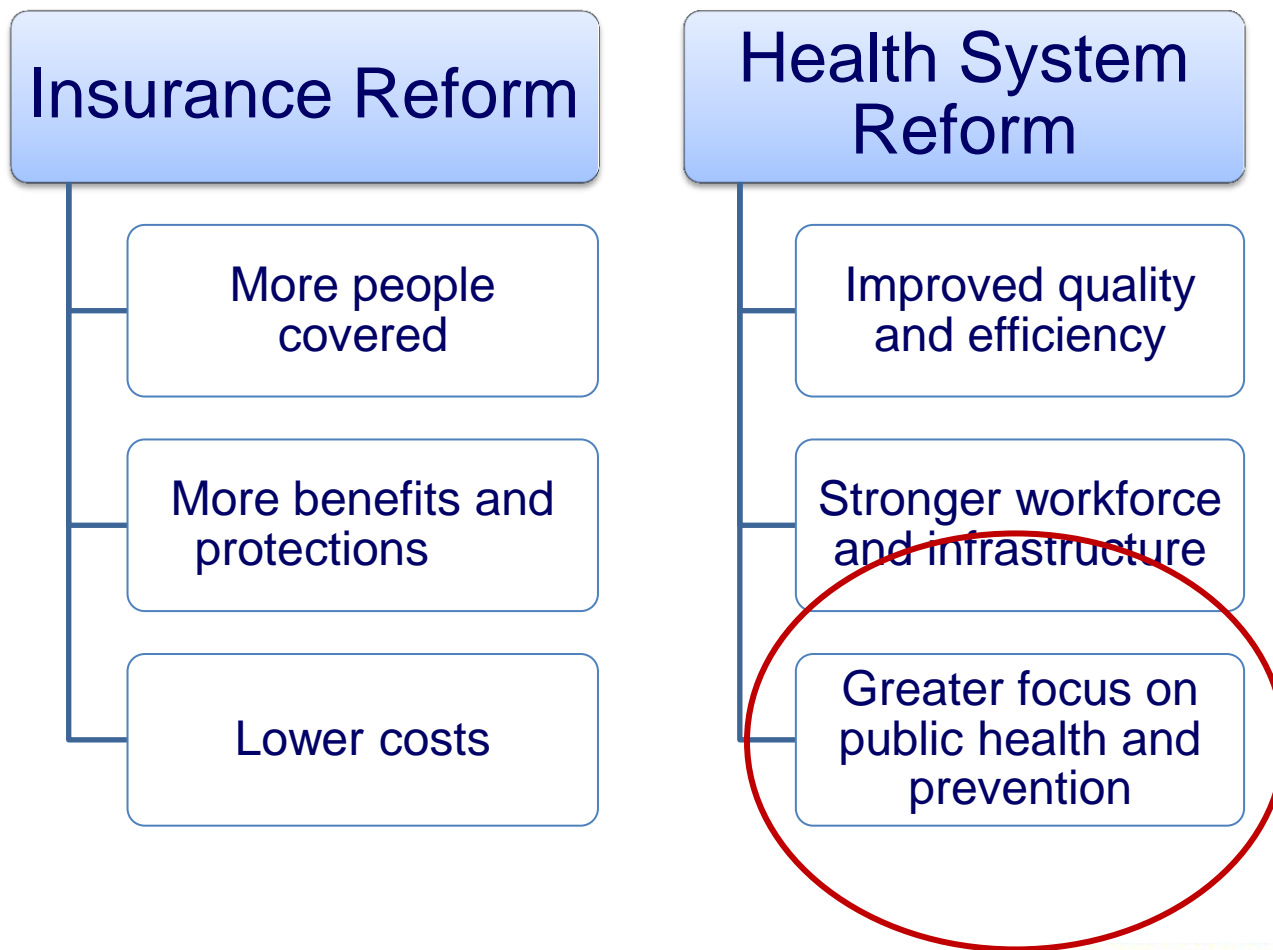 Insurance Reform
More people
covered
More benefits and
protections
Lower costs
Health System
Reform
Improved quality
and efficiency
Stronger workforce
and infrastructure
Greater focus on
public health and
prevention